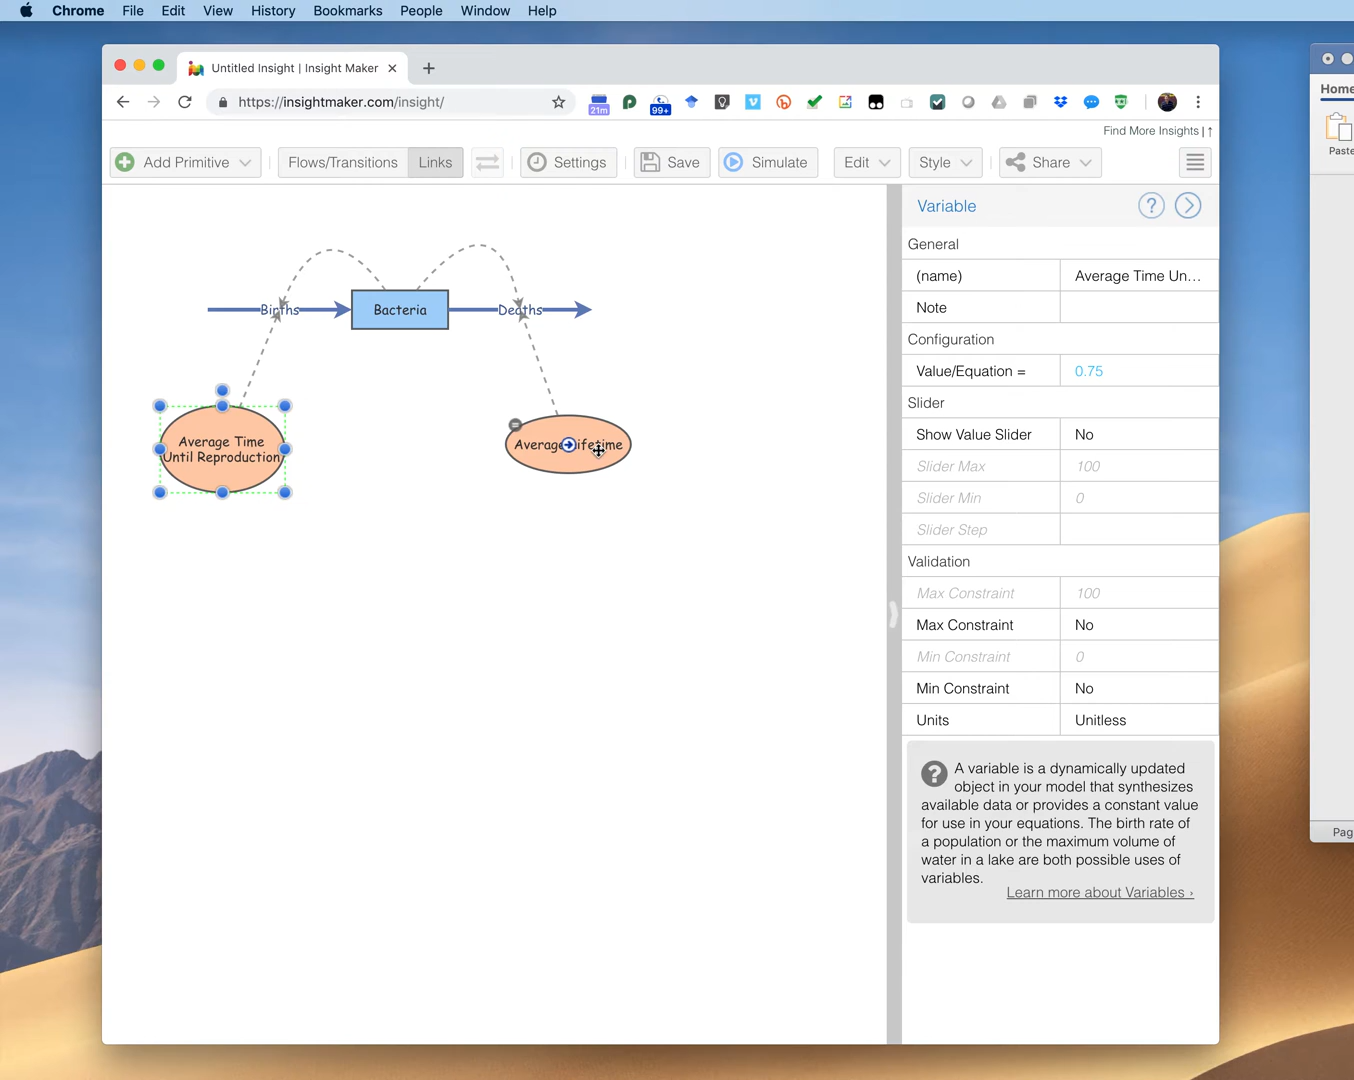 Chrome File Edit View History Bookmarks People Window Help
Untitled Insight | Insight Maker
https://insightmaker.com/insight/
21m
99+
Find More Insights | ↑
Add Primitive
Flows/Transitions
Links
Settings
Save
Simulate
Edit
Style
Share
Births
Bacteria
Deaths
Average Time
Until Reproduction
Average Lifetime
Variable
General
(name) Average Time Un...
Note
Configuration
Value/Equation = 0.75
Slider
Show Value Slider No
Slider Max 100
Slider Min 0
Slider Step
Validation
Max Constraint 100
Max Constraint No
Min Constraint 0
Min Constraint No
Units Unitless
A variable is a dynamically updated
object in your model that synthesizes
available data or provides a constant value
for use in your equations. The birth rate of
a population or the maximum volume of
water in a lake are both possible uses of
variables.
Learn more about Variables ›
Home
Paste
Pag